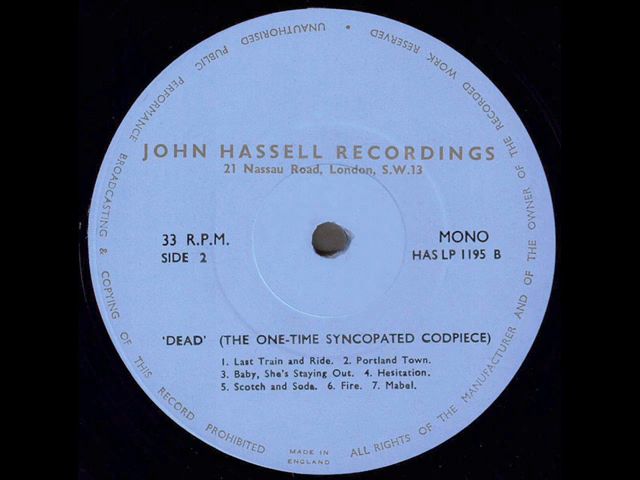 UNAUTHORISED PUBLIC PERFORMANCE BROADCASTING & COPYING OF THIS RECORD PROHIBITED
ALL RIGHTS OF THE MANUFACTURER AND OF THE OWNER OF THE RECORDED WORK RESERVED •
JOHN HASSELL RECORDINGS
21 Nassau Road, London, S.W.13
33 R.P.M.
MONO
SIDE 2
HAS LP 1195 B
'DEAD' (THE ONE-TIME SYNCOPATED CODPIECE)
1. Last Train and Ride. 2. Portland Town.
3. Baby, She's Staying Out. 4. Hesitation.
5. Scotch and Soda. 6. Fire. 7. Mabel.
MADE IN
ENGLAND